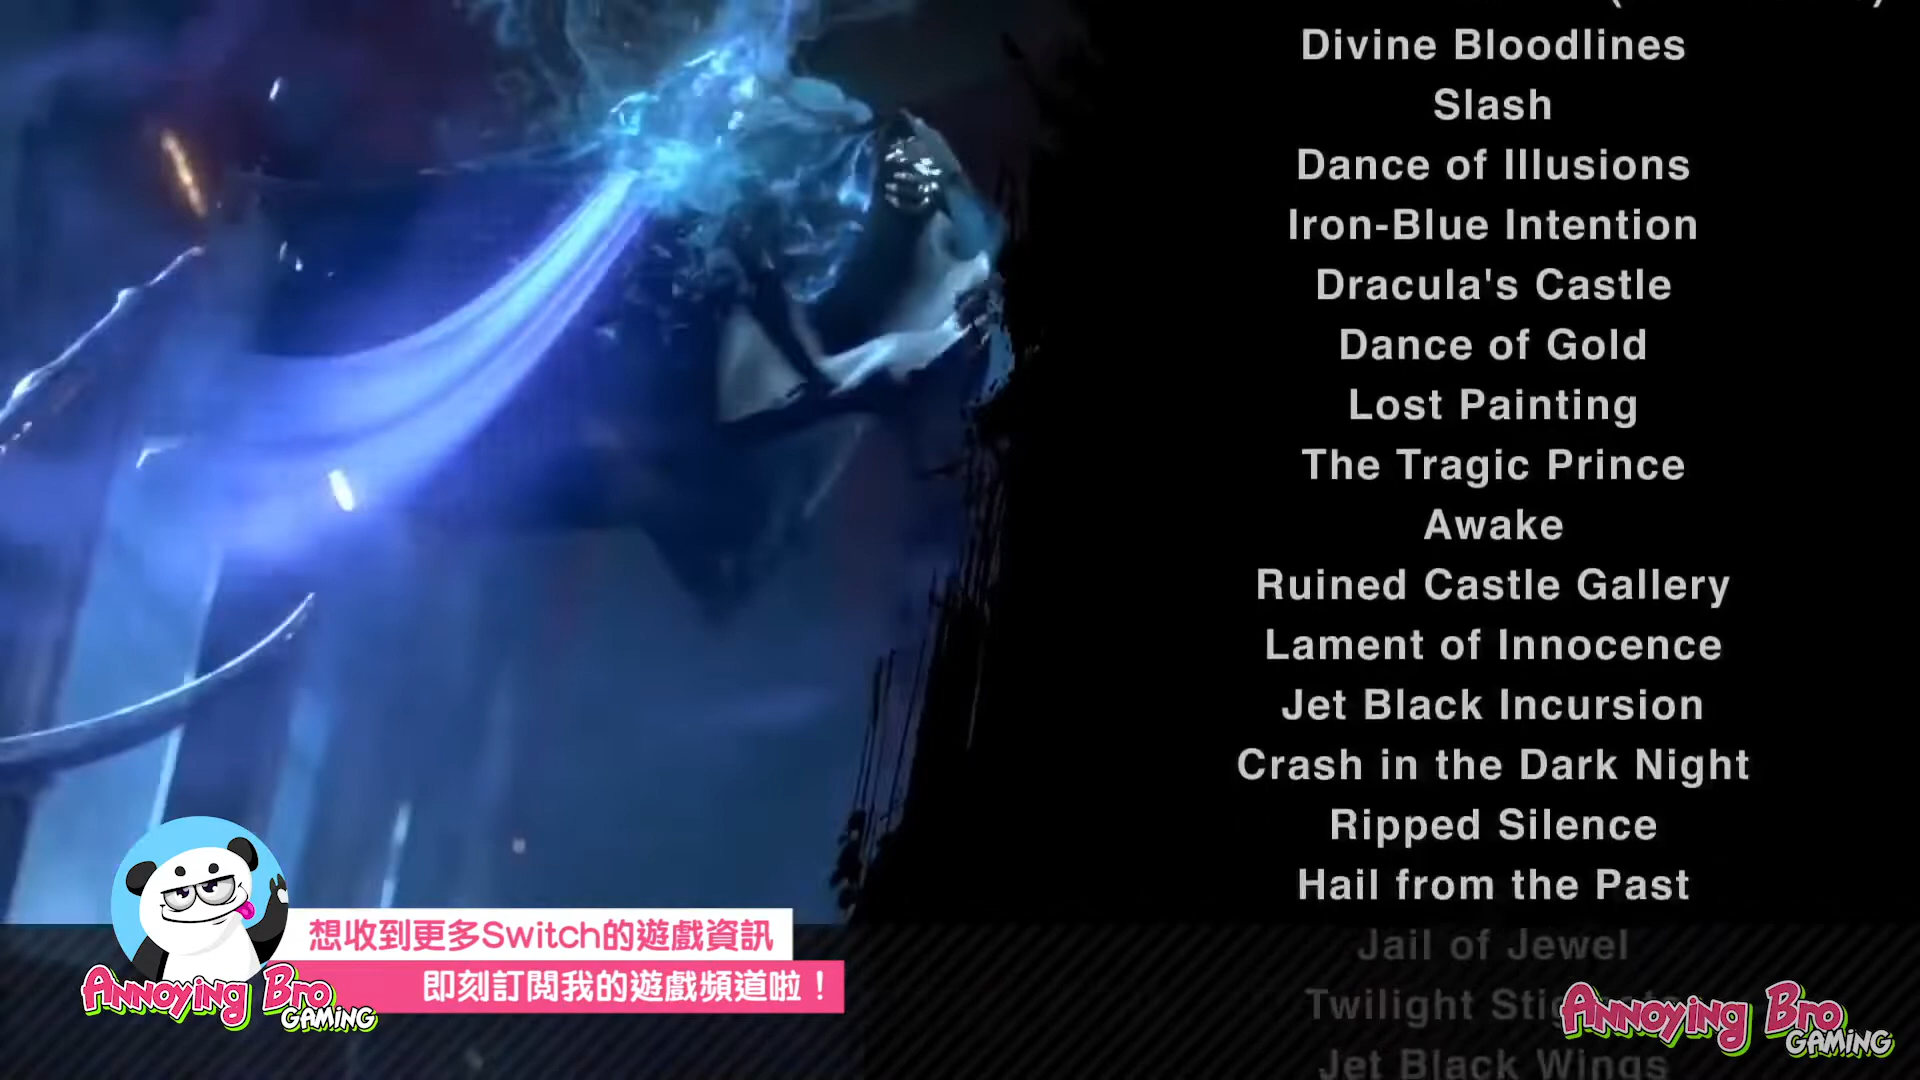 Divine Bloodlines
Slash
Dance of Illusions
Iron-Blue Intention
Dracula's Castle
Dance of Gold
Lost Painting
The Tragic Prince
Awake
Ruined Castle Gallery
Lament of Innocence
Jet Black Incursion
Crash in the Dark Night
Ripped Silence
Hail from the Past
Jail of Jewel
Twilight
Jet Black Wings
想收到更多Switch的遊戲資訊
即刻訂閱我的遊戲頻道啦！
Annoying Bro
GAMING
Annoying Bro
GAMING